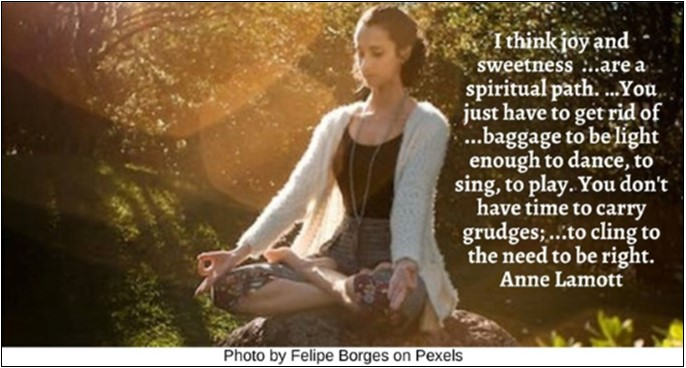 I think joy and
sweetness ...are a
spiritual path. ...You
just have to get rid of
...baggage to be light
enough to dance, to
sing, to play. You don't
have time to carry
grudges; ...to cling to
the need to be right.
Anne Lamott
Photo by Felipe Borges on Pexels